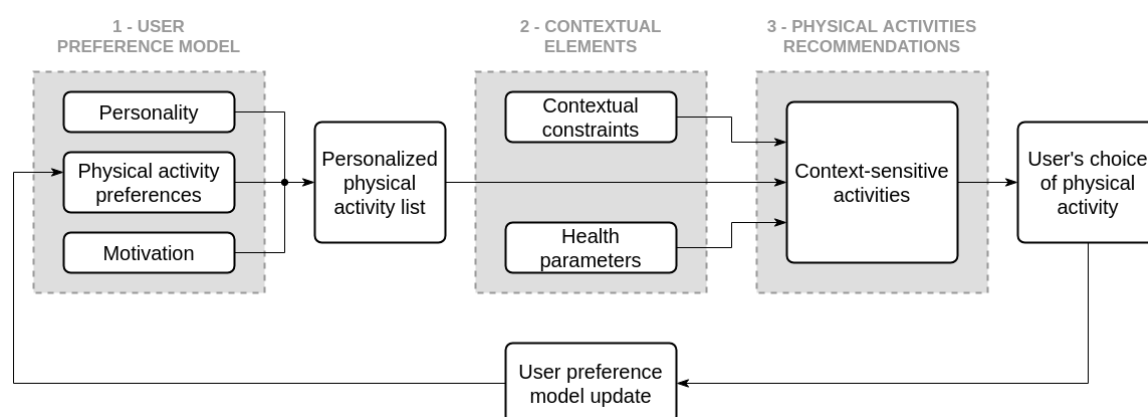 1 - USER
PREFERENCE MODEL
2 - CONTEXTUAL
ELEMENTS
3 - PHYSICAL ACTIVITIES
RECOMMENDATIONS
Personality
Physical activity
preferences
Motivation
Personalized
physical
activity list
Contextual
constraints
Health
parameters
Context-sensitive
activities
User's choice
of physical
activity
User preference
model update